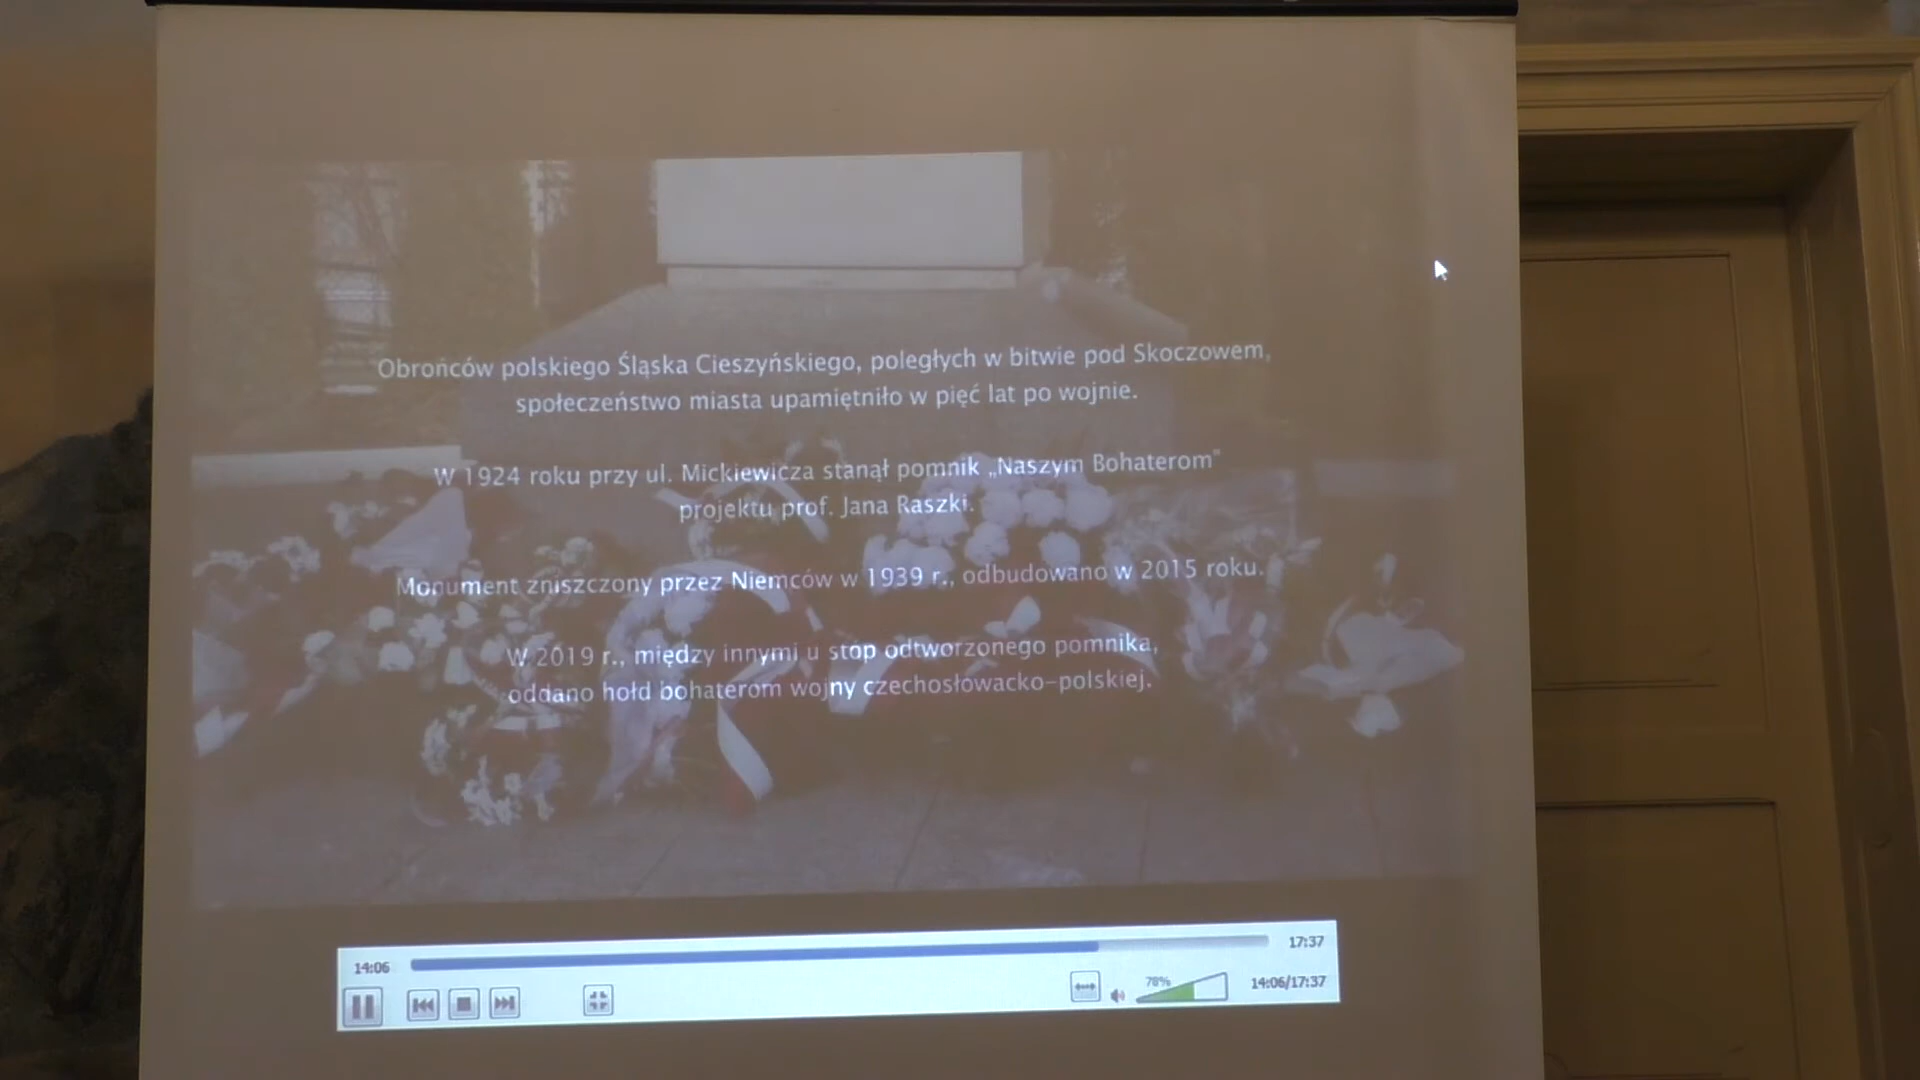 Obrońców polskiego Śląska Cieszyńskiego, poległych w bitwie pod Skoczowem,
społeczeństwo miasta upamiętniło w pięć lat po wojnie.
W 1924 roku przy ul. Mickiewicza stanął pomnik „Naszym Bohaterom"
projektu prof. Jana Raszki.
Monument zniszczony przez Niemców w 1939 r., odbudowano w 2015 roku.
W 2019 r., między innymi u stóp odtworzonego pomnika,
oddano hołd bohaterom wojny czechosłowacko-polskiej.
14:06
17:37
78%
14:06/17:37